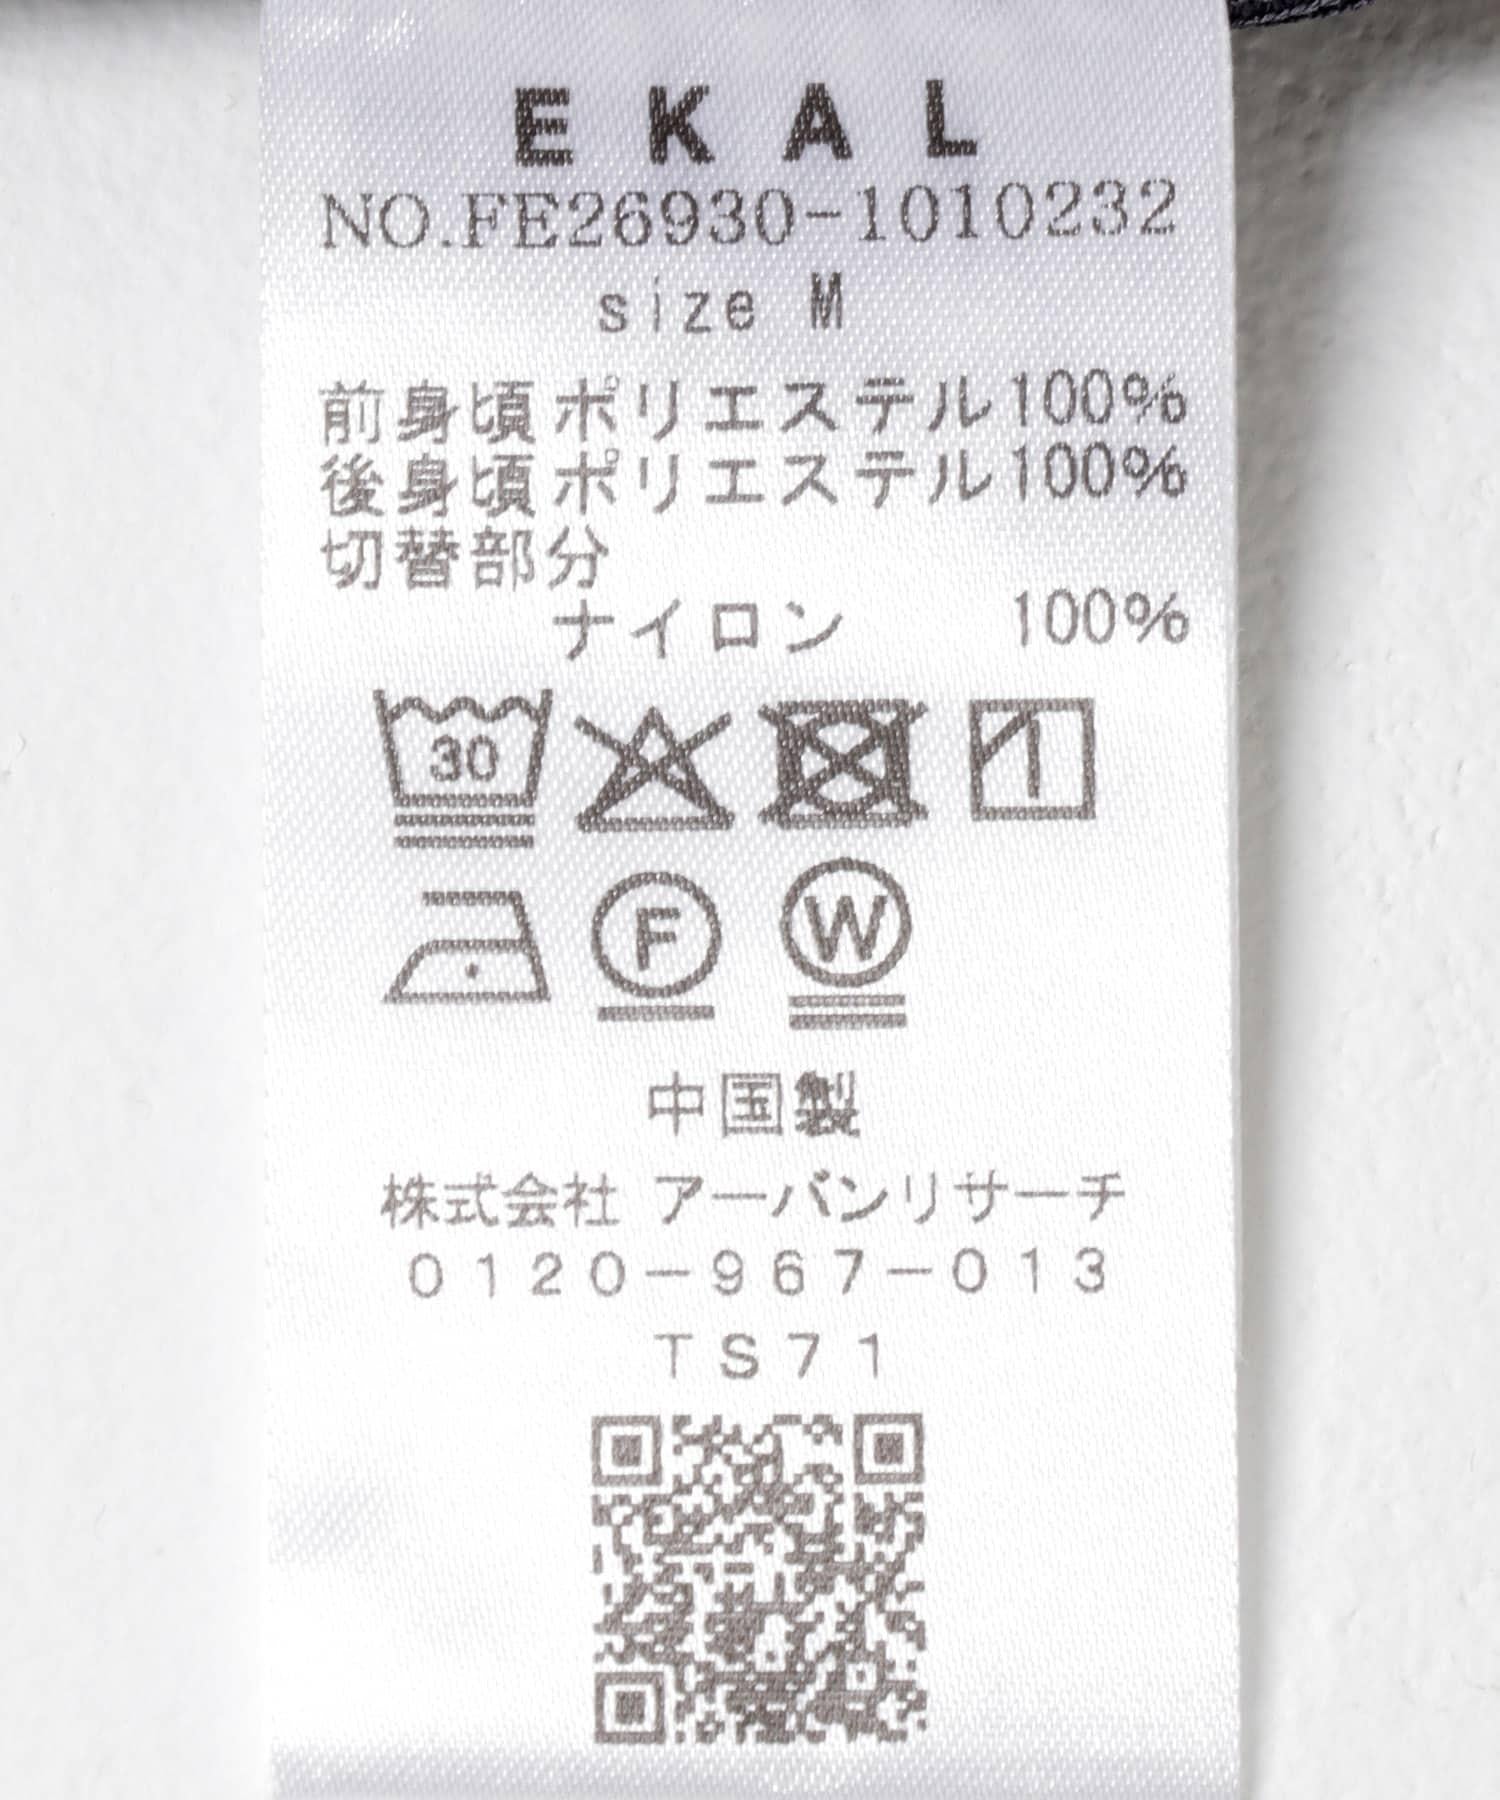 EKAL
NO.FE26930-1010232
size M
前身頃ポリエステル100%
後身頃ポリエステル100%
切替部分
ナイロン 100%
30
F W
中国製
株式会社 アーバンリサーチ
0120-967-013
TS71